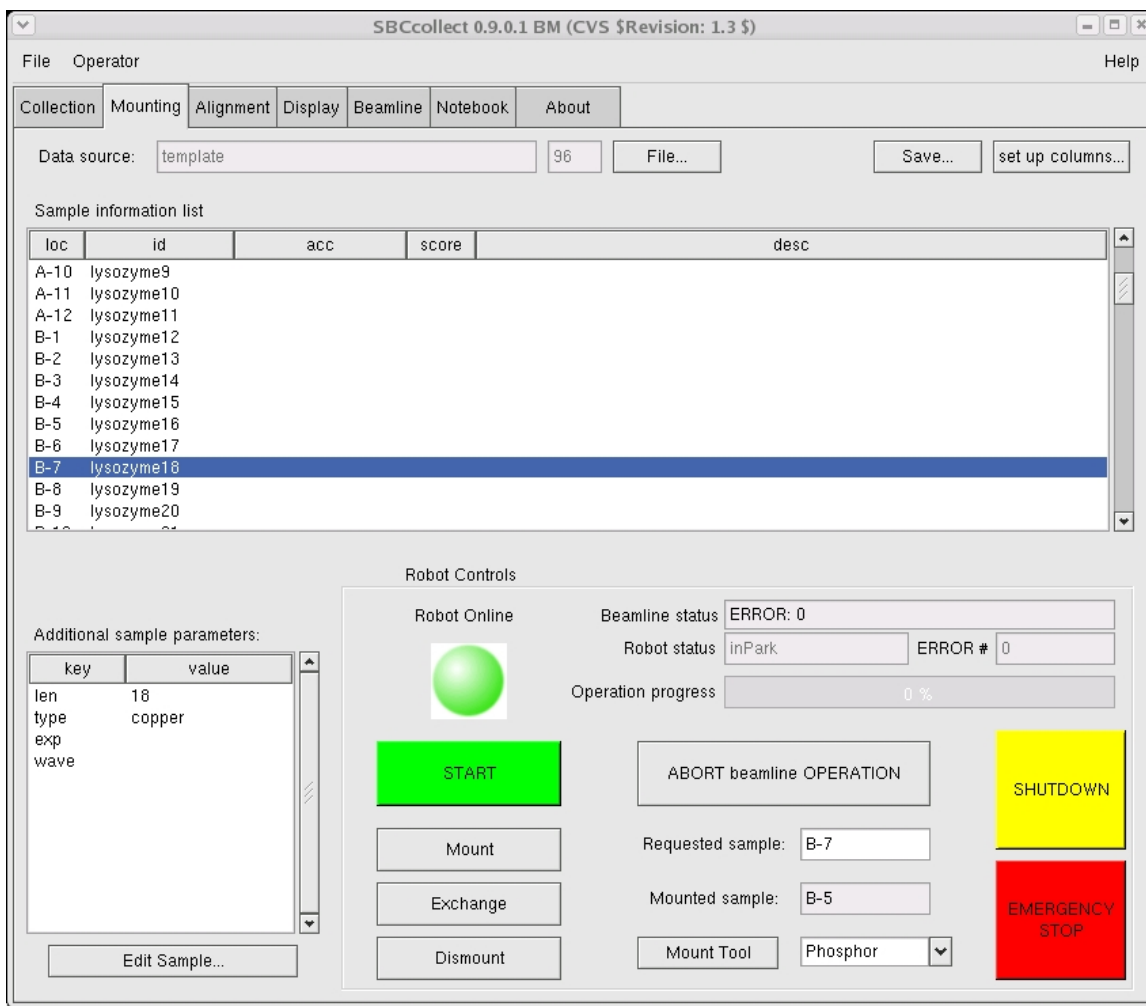 SBCcollect 0.9.0.1 BM (CVS $Revision: 1.3 $)
File Operator Help
Collection Mounting Alignment Display Beamline Notebook About
Data source: template 96 File... Save... set up columns...
Sample information list
loc id acc score desc
A-10 lysozyme9
A-11 lysozyme10
A-12 lysozyme11
B-1 lysozyme12
B-2 lysozyme13
B-3 lysozyme14
B-4 lysozyme15
B-5 lysozyme16
B-6 lysozyme17
B-7 lysozyme18
B-8 lysozyme19
B-9 lysozyme20
Robot Controls
Robot Online
Beamline status ERROR: 0
Robot status inPark ERROR # 0
Operation progress 0 %
Additional sample parameters:
key value
len 18
type copper
exp
wave
Edit Sample...
START
ABORT beamline OPERATION
SHUTDOWN
Mount
Requested sample: B-7
Exchange
Mounted sample: B-5
EMERGENCY
STOP
Dismount
Mount Tool Phosphor